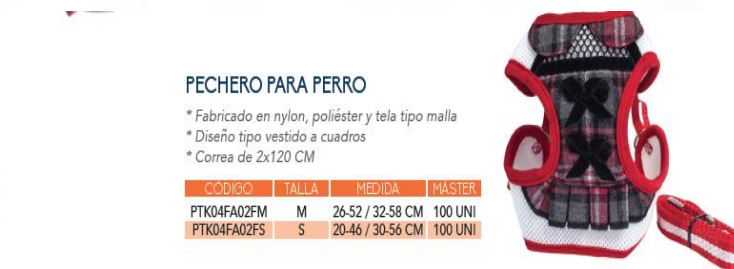 PECHERO PARA PERRO
* Fabricado en nylon, poliéster y tela tipo malla
* Diseño tipo vestido a cuadros
* Correa de 2x120 CM
CÓDIGO TALLA MEDIDA MÁSTER
PTK04FA02FM M 26-52 / 32-58 CM 100 UNI
PTK04FA02FS S 20-46 / 30-56 CM 100 UNI